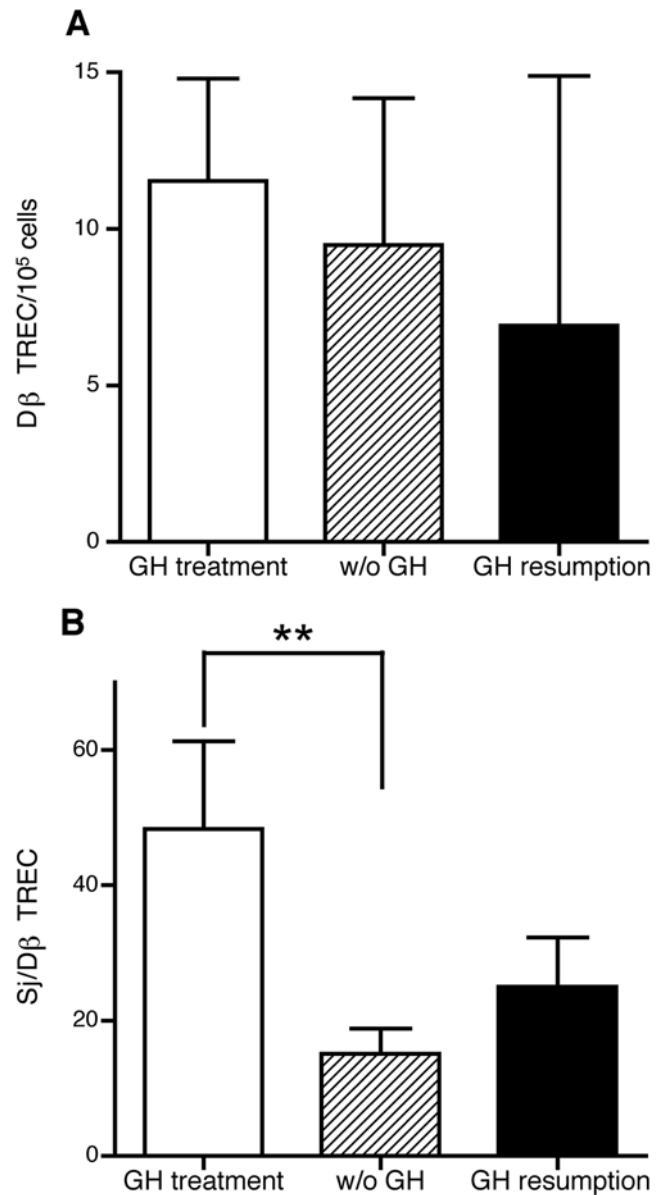 A
15
10
5
0
Dβ TREC/10⁵ cells
GH treatment w/o GH GH resumption
B
**
60
40
20
0
Sj/Dβ TREC
GH treatment w/o GH GH resumption